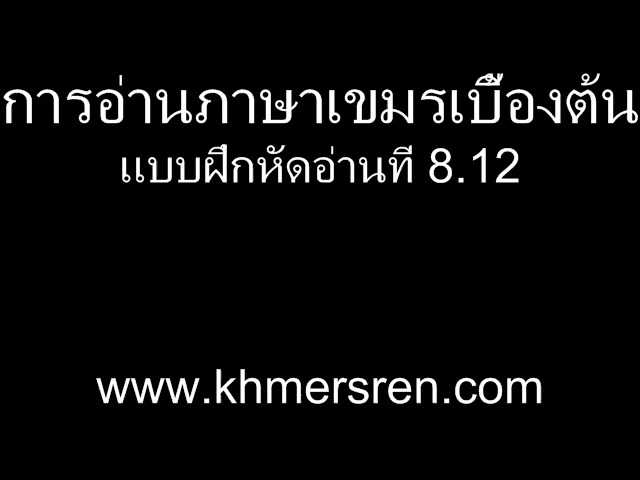 การอ่านภาษาเขมรเบื้องต้น
แบบฝึกหัดอ่านที่ 8.12
www.khmersren.com